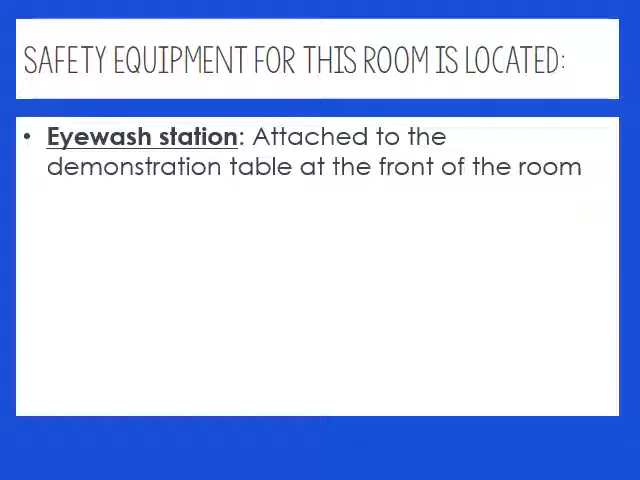 SAFETY EQUIPMENT FOR THIS ROOM IS LOCATED:
• Eyewash station: Attached to the
demonstration table at the front of the room